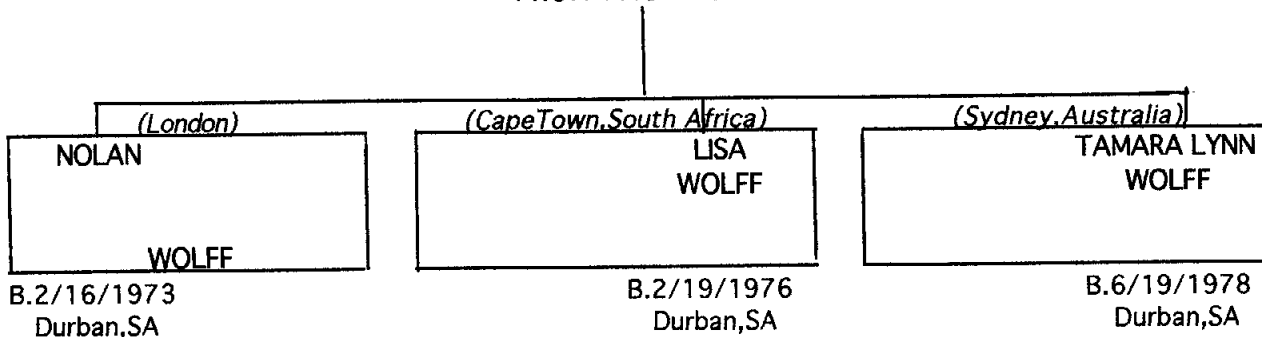 (London)
NOLAN
WOLFF
B.2/16/1973
Durban,SA
(CapeTown,South Africa)
LISA
WOLFF
B.2/19/1976
Durban,SA
(Sydney,Australia)
TAMARA LYNN
WOLFF
B.6/19/1978
Durban,SA